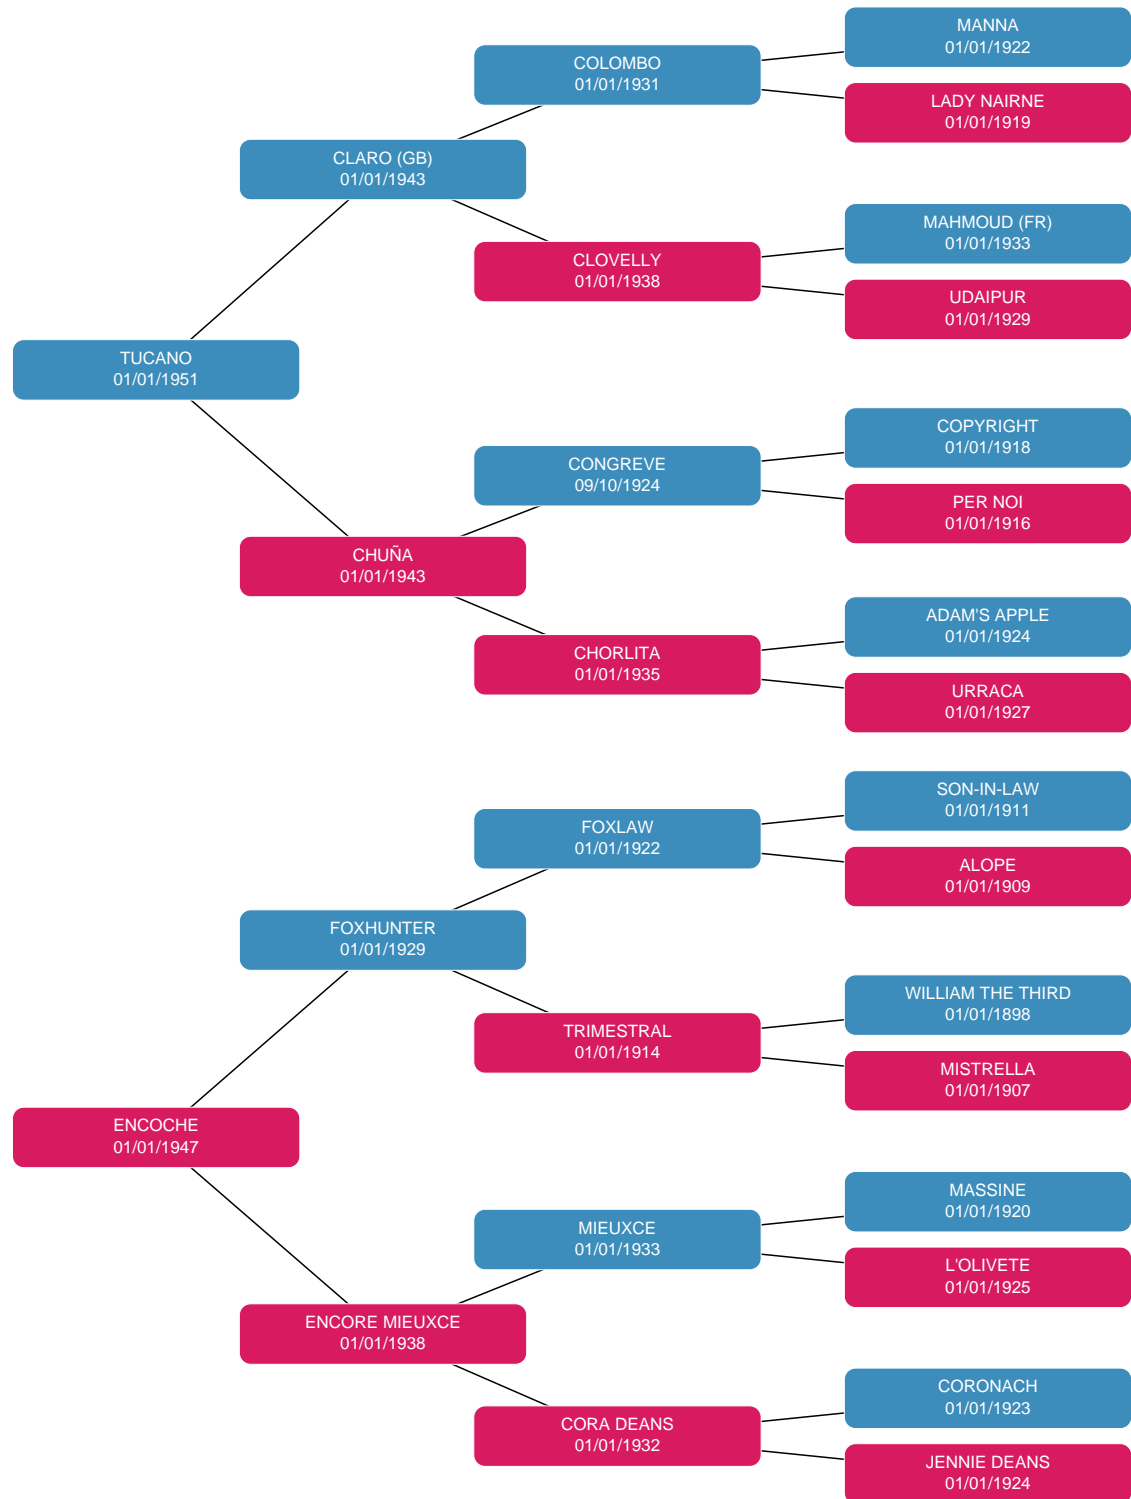 MANNA
01/01/1922
COLOMBO
01/01/1931
LADY NAIRNE
01/01/1919
CLARO (GB)
01/01/1943
MAHMOUD (FR)
01/01/1933
CLOVELLY
01/01/1938
UDAIPUR
01/01/1929
TUCANO
01/01/1951
COPYRIGHT
01/01/1918
CONGREVE
09/10/1924
PER NOI
01/01/1916
CHUÑA
01/01/1943
ADAM'S APPLE
01/01/1924
CHORLITA
01/01/1935
URRACA
01/01/1927
SON-IN-LAW
01/01/1911
FOXLAW
01/01/1922
ALOPE
01/01/1909
FOXHUNTER
01/01/1929
WILLIAM THE THIRD
01/01/1898
TRIMESTRAL
01/01/1914
MISTRELLA
01/01/1907
ENCOCHE
01/01/1947
MASSINE
01/01/1920
MIEUXCE
01/01/1933
L'OLIVETE
01/01/1925
ENCORE MIEUXCE
01/01/1938
CORONACH
01/01/1923
CORA DEANS
01/01/1932
JENNIE DEANS
01/01/1924